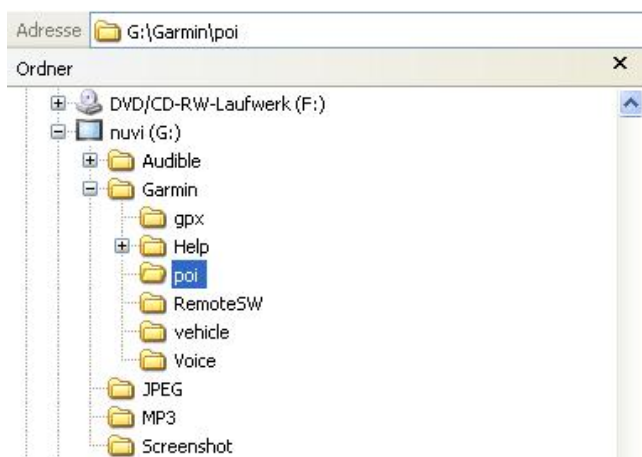 Adresse G:\Garmin\poi
Ordner
DVD/CD-RW-Laufwerk (F:)
nuvi (G:)
Audible
Garmin
gpx
Help
poi
RemoteSW
vehicle
Voice
JPEG
MP3
Screenshot